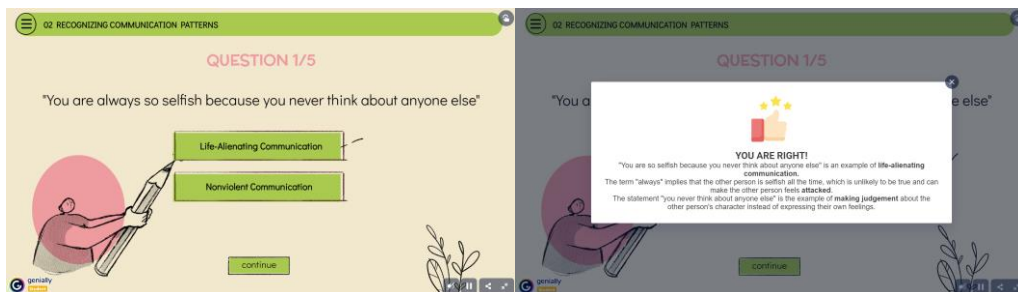 02 RECOGNIZING COMMUNICATION PATTERNS
QUESTION 1/5
"You are always so selfish because you never think about anyone else"
Life-Alienating Communication
Nonviolent Communication
continue
genially
02 RECOGNIZING COMMUNICATION PATTERNS
QUESTION 1/5
"You a
e else"
YOU ARE RIGHT!
"You are so selfish because you never think about anyone else" is an example of life-alienating
communication.
The term "always" implies that the other person is selfish all the time, which is unlikely to be true and can
make the other person feels attacked.
The statement "you never think about anyone else" is the example of making judgement about the
other person's character instead of expressing their own feelings.
continue
genially